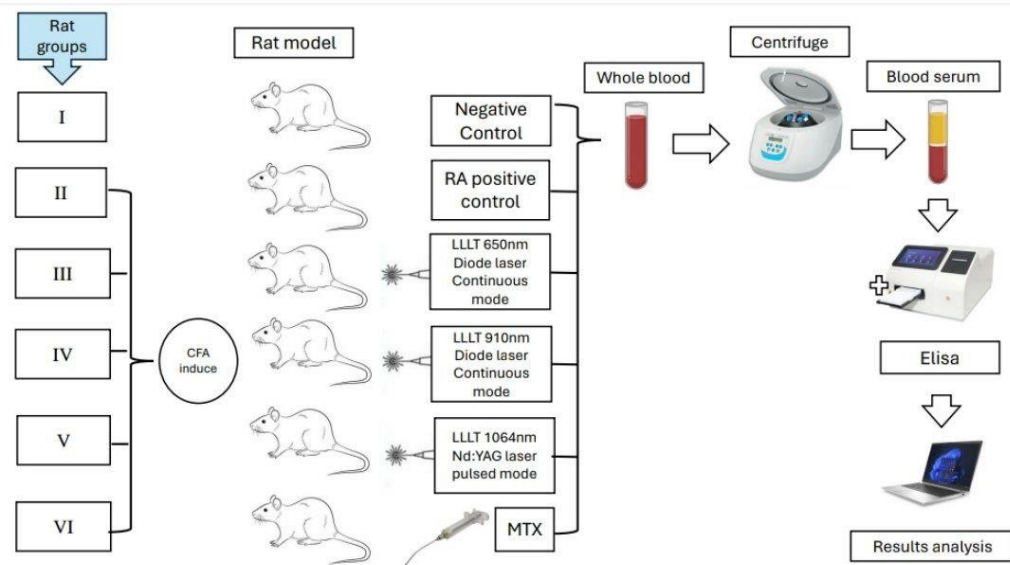 Rat
groups
Rat model
Whole blood
Centrifuge
Blood serum
I
Negative
Control
II
RA positive
control
III
LLLT 650nm
Diode laser
Continuous
mode
IV
CFA
induce
LLLT 910nm
Diode laser
Continuous
mode
Elisa
V
LLLT 1064nm
Nd:YAG laser
pulsed mode
VI
MTX
Results analysis